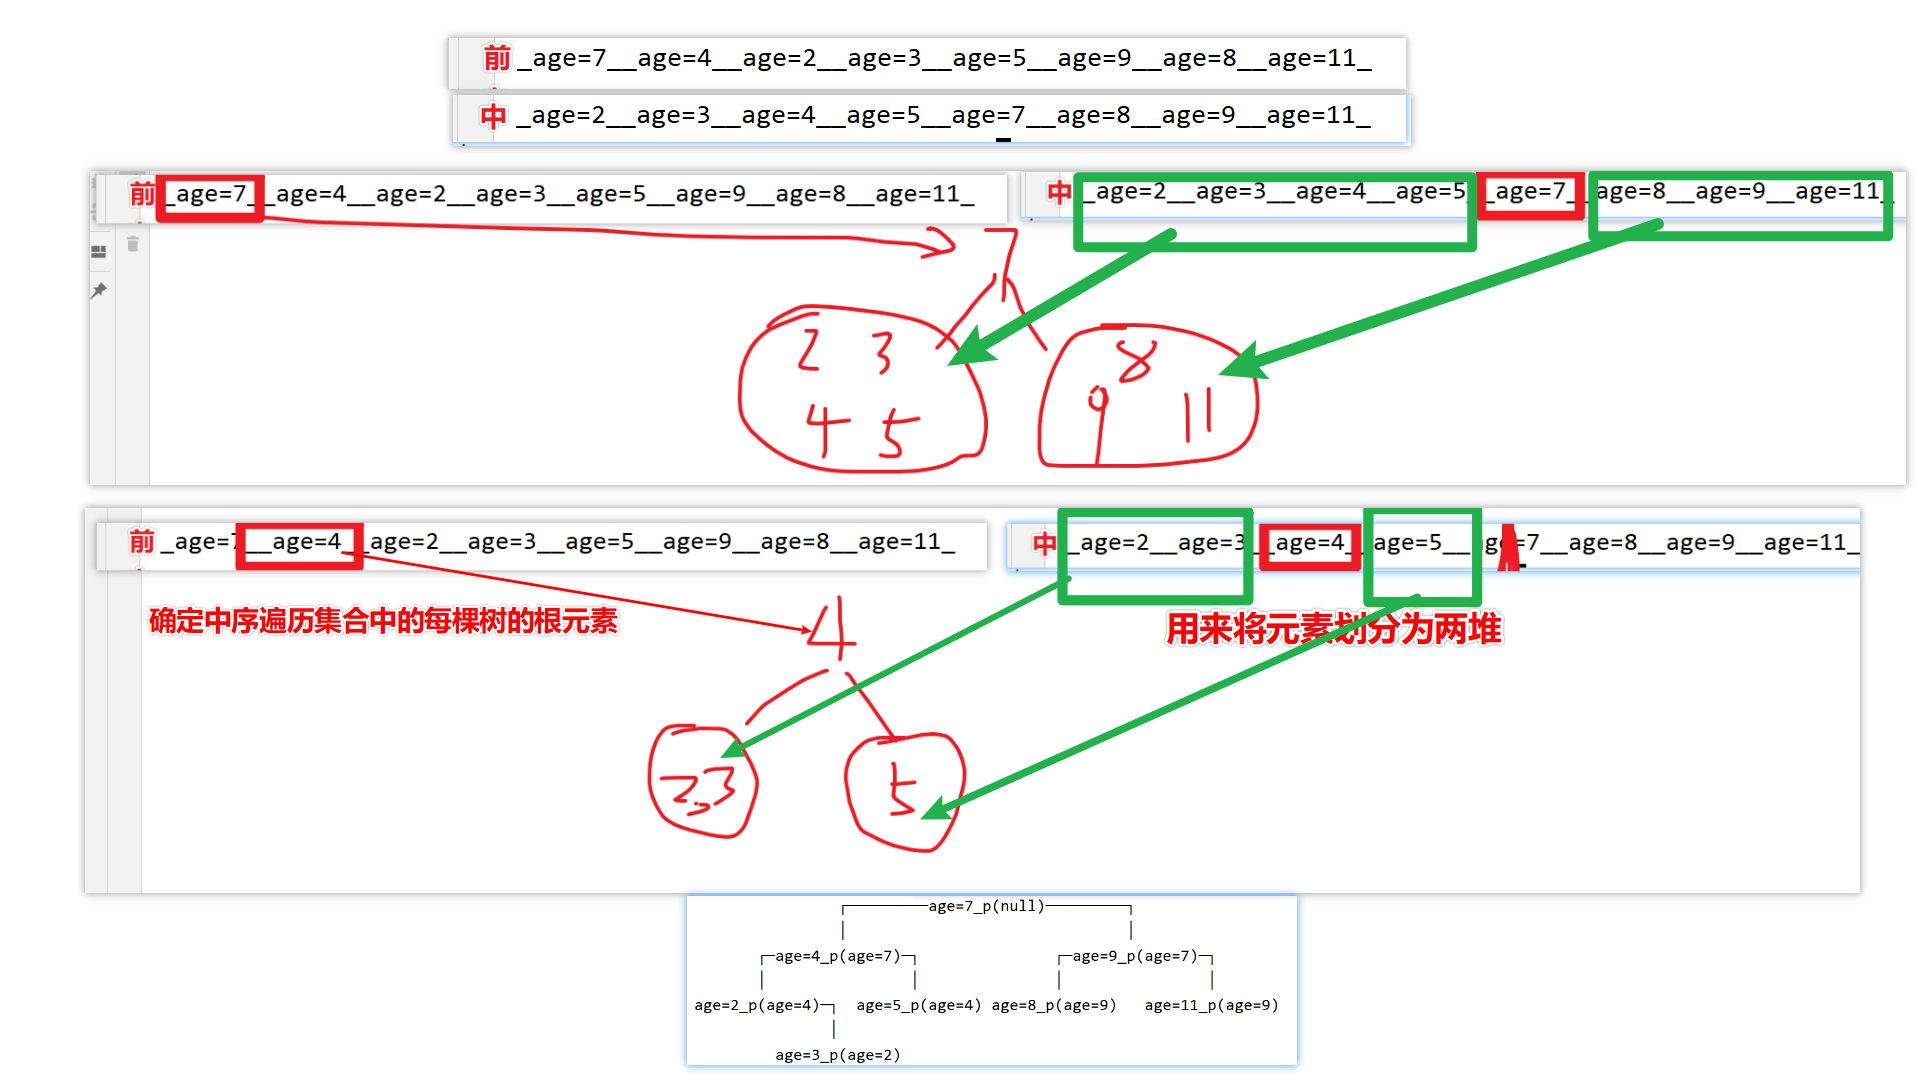 前 _age=7__age=4__age=2__age=3__age=5__age=9__age=8__age=11_
中 _age=2__age=3__age=4__age=5__age=7__age=8__age=9__age=11_
前 _age=7__age=4__age=2__age=3__age=5__age=9__age=8__age=11_
中 _age=2__age=3__age=4__age=5__age=7__age=8__age=9__age=11_
7
2 3
4 5
8
9 11
前 _age=7__age=4__age=2__age=3__age=5__age=9__age=8__age=11_
中 _age=2__age=3__age=4__age=5__age=7__age=8__age=9__age=11_
确定中序遍历集合中的每棵树的根元素
用来将元素划分为两堆
4
2,3
5
age=7_p(null)
age=4_p(age=7) age=9_p(age=7)
age=2_p(age=4) age=5_p(age=4) age=8_p(age=9) age=11_p(age=9)
age=3_p(age=2)